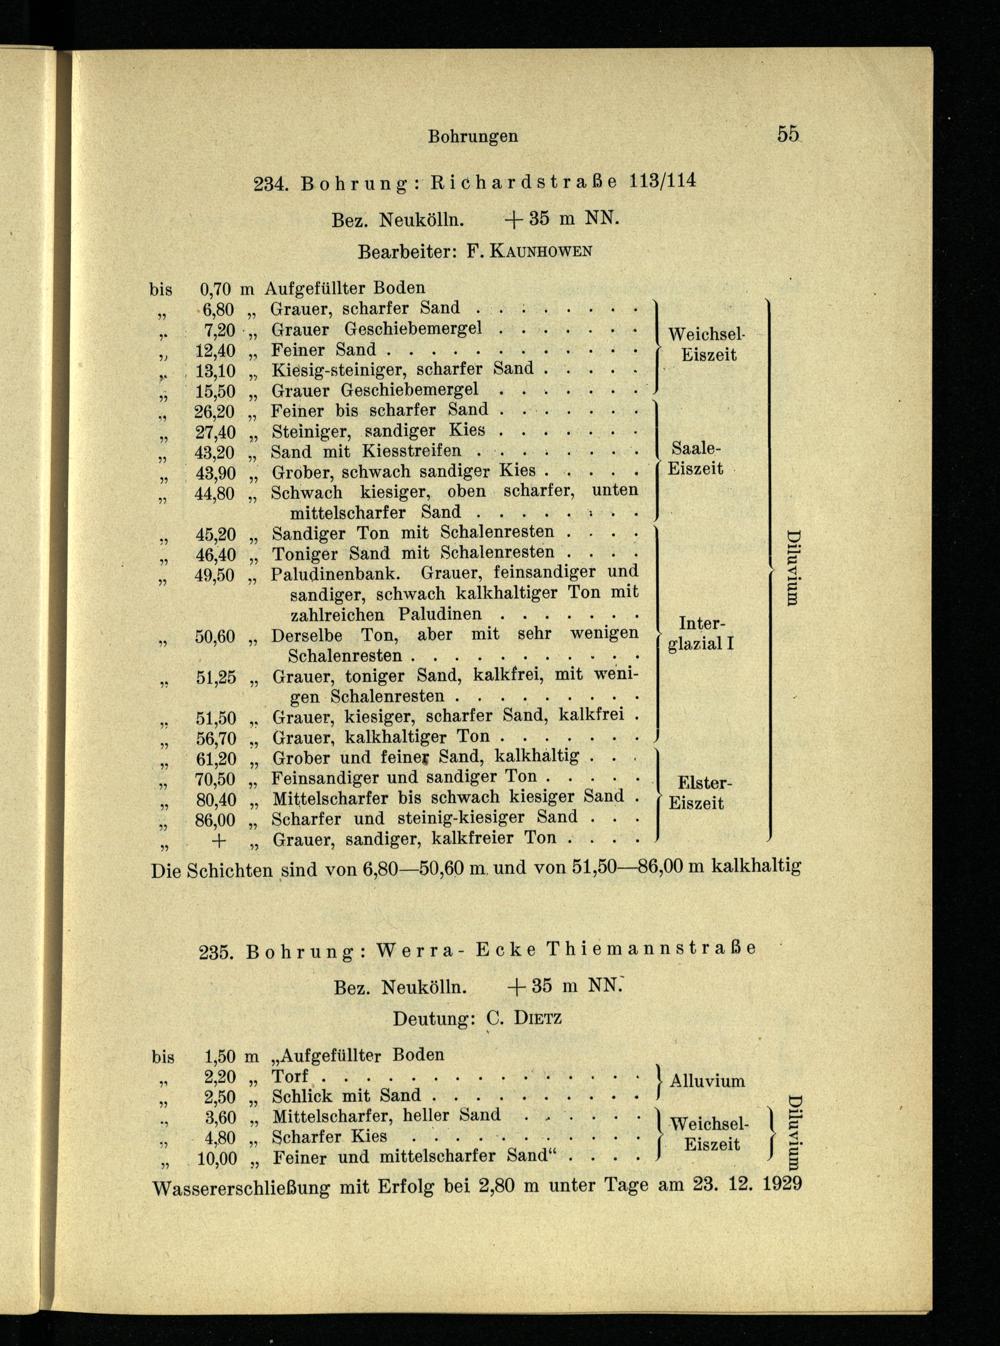 Bohrungen 55
234. Bohrung: Richardstraße 113/114
Bez. Neukölln. +35 m NN.
Bearbeiter: F. KAUNHOWEN
bis 0,70 m Aufgefüllter Boden
„ 6,80 „ Grauer, scharfer Sand . . . . . . . .
„ 7,20 „ Grauer Geschiebemergel . . . . . . . Weichsel-
„ 12,40 „ Feiner Sand . . . . . . . . . . . . Eiszeit
„ 13,10 „ Kiesig-steiniger, scharfer Sand . . . . .
„ 15,50 „ Grauer Geschiebemergel . . . . . . .
„ 26,20 „ Feiner bis scharfer Sand . . . . . . .
„ 27,40 „ Steiniger, sandiger Kies . . . . . . .
„ 43,20 „ Sand mit Kiesstreifen . . . . . . . . Saale-
„ 43,90 „ Grober, schwach sandiger Kies . . . . . Eiszeit
„ 44,80 „ Schwach kiesiger, oben scharfer, unten
mittelscharfer Sand . . . . . . . .
„ 45,20 „ Sandiger Ton mit Schalenresten . . . .
„ 46,40 „ Toniger Sand mit Schalenresten . . . .
„ 49,50 „ Paludinenbank. Grauer, feinsandiger und
sandiger, schwach kalkhaltiger Ton mit
zahlreichen Paludinen . . . . . . . Inter-
„ 50,60 „ Derselbe Ton, aber mit sehr wenigen glazial I
Schalenresten . . . . . . . . . . .
„ 51,25 „ Grauer, toniger Sand, kalkfrei, mit weni-
gen Schalenresten . . . . . . . . .
„ 51,50 „ Grauer, kiesiger, scharfer Sand, kalkfrei .
„ 56,70 „ Grauer, kalkhaltiger Ton . . . . . . .
„ 61,20 „ Grober und feiner Sand, kalkhaltig . . .
„ 70,50 „ Feinsandiger und sandiger Ton . . . . . Elster-
„ 80,40 „ Mittelscharfer bis schwach kiesiger Sand . Eiszeit
„ 86,00 „ Scharfer und steinig-kiesiger Sand . . .
„ + „ Grauer, sandiger, kalkfreier Ton . . . .
Diluvium
Die Schichten sind von 6,80—50,60 m und von 51,50—86,00 m kalkhaltig
235. Bohrung: Werra- Ecke Thiemannstraße
Bez. Neukölln. +35 m NN.
Deutung: C. DIETZ
bis 1,50 m „Aufgefüllter Boden
„ 2,20 „ Torf . . . . . . . . . . . . . . . Alluvium
„ 2,50 „ Schlick mit Sand . . . . . . . . . .
„ 3,60 „ Mittelscharfer, heller Sand . . . . . . Weichsel-
„ 4,80 „ Scharfer Kies . . . . . . . . . . . Eiszeit
„ 10,00 „ Feiner und mittelscharfer Sand“ . . . .
Diluvium
Wassererschließung mit Erfolg bei 2,80 m unter Tage am 23. 12. 1929